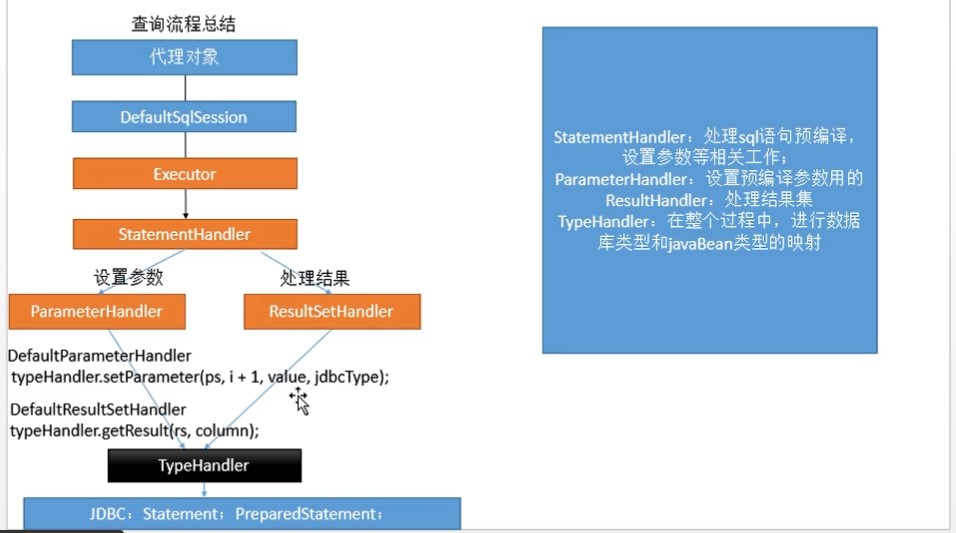 查询流程总结
代理对象
DefaultSqlSession
Executor
StatementHandler
设置参数
处理结果
ParameterHandler
ResultSetHandler
DefaultParameterHandler
typeHandler.setParameter(ps, i + 1, value, jdbcType);
DefaultResultSetHandler
typeHandler.getResult(rs, column);
TypeHandler
JDBC：Statement；PreparedStatement；
StatementHandler：处理sql语句预编译，
设置参数等相关工作；
ParameterHandler：设置预编译参数用的
ResultHandler：处理结果集
TypeHandler：在整个过程中，进行数据
库类型和javaBean类型的映射